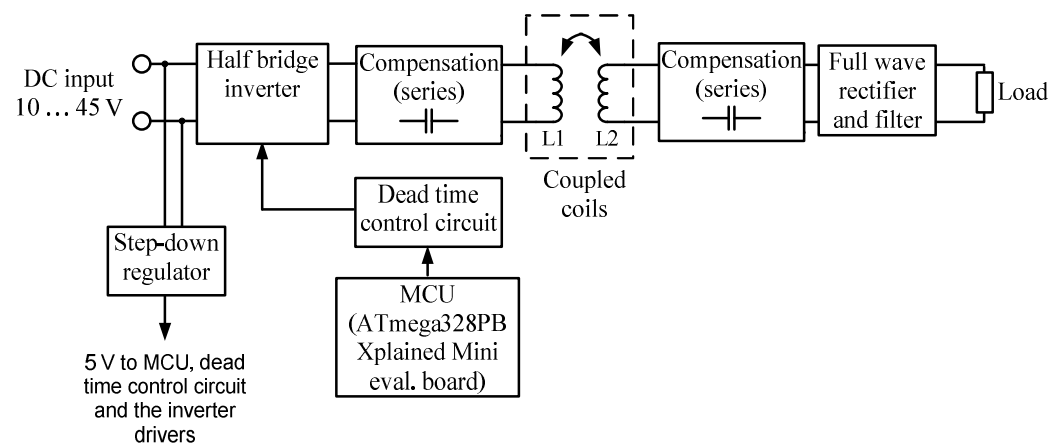 DC input
10 ... 45 V
Half bridge
inverter
Compensation
(series)
L1
L2
Coupled
coils
Compensation
(series)
Full wave
rectifier
and filter
Load
Dead time
control circuit
Step-down
regulator
MCU
(ATmega328PB
Xplained Mini
eval. board)
5 V to MCU, dead
time control circuit
and the inverter
drivers